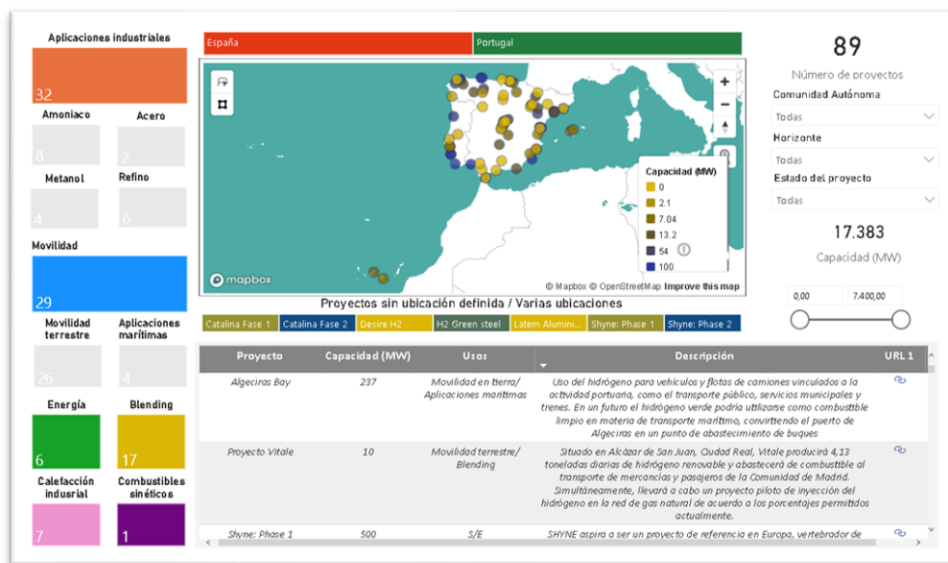 Aplicaciones industriales
32
Amoniaco
Acero
8
2
Metanol
Refino
4
6
Movilidad
29
Movilidad terrestre
Aplicaciones marítimas
26
4
Energía
Blending
6
17
Calefacción indusrial
Combustibles sinéticos
7
1
España
Portugal
Capacidad (MW)
0
2.1
7.04
13.2
54
100
mapbox
© Mapbox © OpenStreetMap Improve this map
Proyectos sin ubicación definida / Varias ubicaciones
Catalina Fase 1
Catalina Fase 2
Desire H2
H2 Green steel
Latem Alumini...
Shyne: Phase 1
Shyne: Phase 2
89
Número de proyectos
Comunidad Autónoma
Todas
Horizonte
Todas
Estado del proyecto
Todas
17.383
Capacidad (MW)
0,00
7.400,00
Proyecto Capacidad (MW) Usos Descripción URL 1
Algeciras Bay 237 Movilidad en tierra/ Uso del hidrógeno para vehículos y flotas de camiones vinculados a la
Aplicaciones marítimas actividad portuaria, como el transporte público, servicios municipales y
trenes. En un futuro el hidrógeno verde podría utilizarse como combustible
limpio en materia de transporte marítimo, convirtiendo el puerto de
Algeciras en un punto de abastecimiento de buques
Proyecto Vitale 10 Movilidad terrestre/ Situado en Alcázar de San Juan, Ciudad Real, Vitale producirá 4,13
Blending toneladas diarias de hidrógeno renovable y abastecerá de combustible al
transporte de mercancías y pasajeros de la Comunidad de Madrid.
Simultáneamente, llevará a cabo un proyecto piloto de inyección del
hidrógeno en la red de gas natural de acuerdo a los porcentajes permitidos
actualmente.
Shyne: Phase 1 500 S/E SHYNE aspira a ser un proyecto de referencia en Europa, vertebrador de